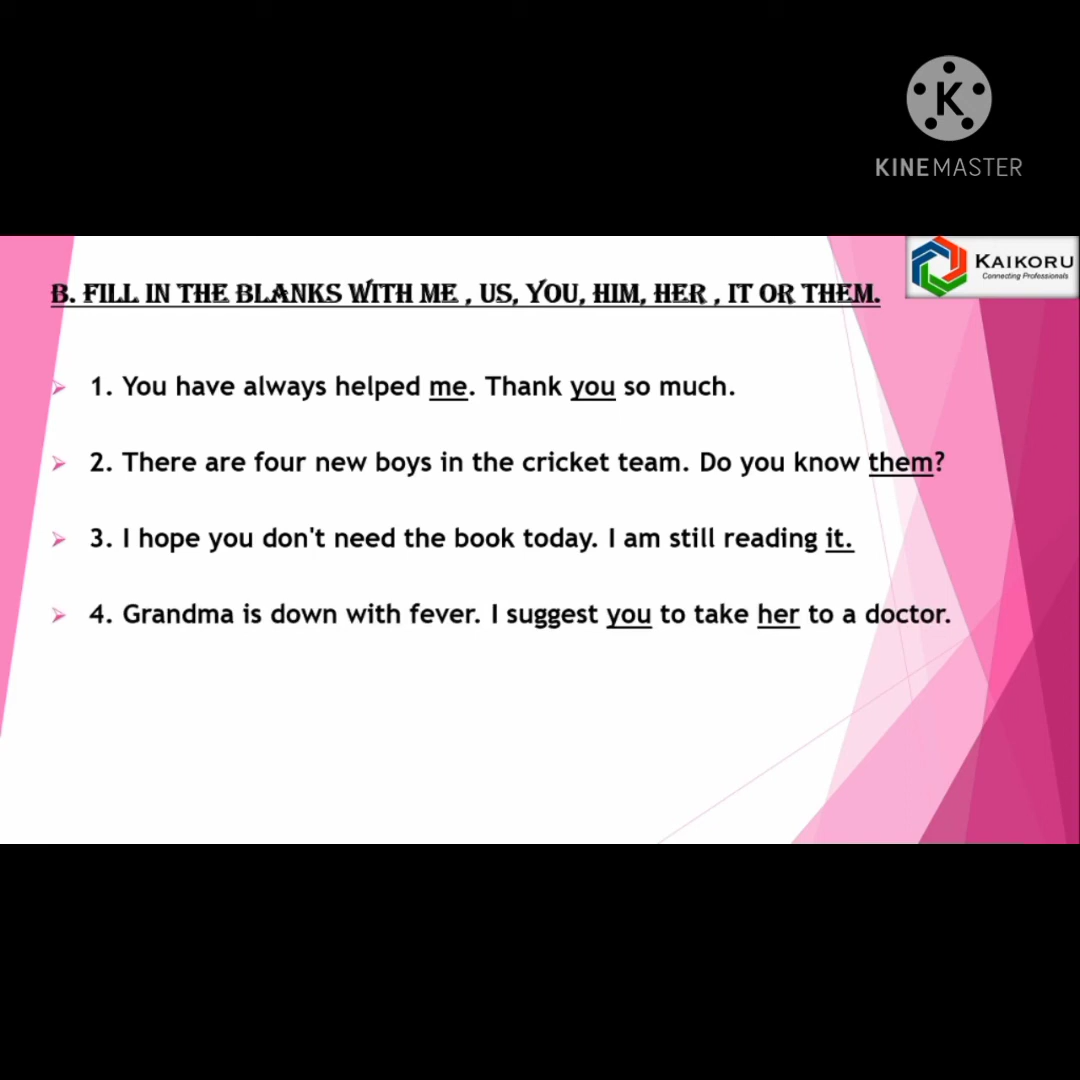 K
KINEMASTER
KAIKORU
Connecting Professionals
B. FILL IN THE BLANKS WITH ME , US, YOU, HIM, HER , IT OR THEM.
1. You have always helped me. Thank you so much.
2. There are four new boys in the cricket team. Do you know them?
3. I hope you don't need the book today. I am still reading it.
4. Grandma is down with fever. I suggest you to take her to a doctor.